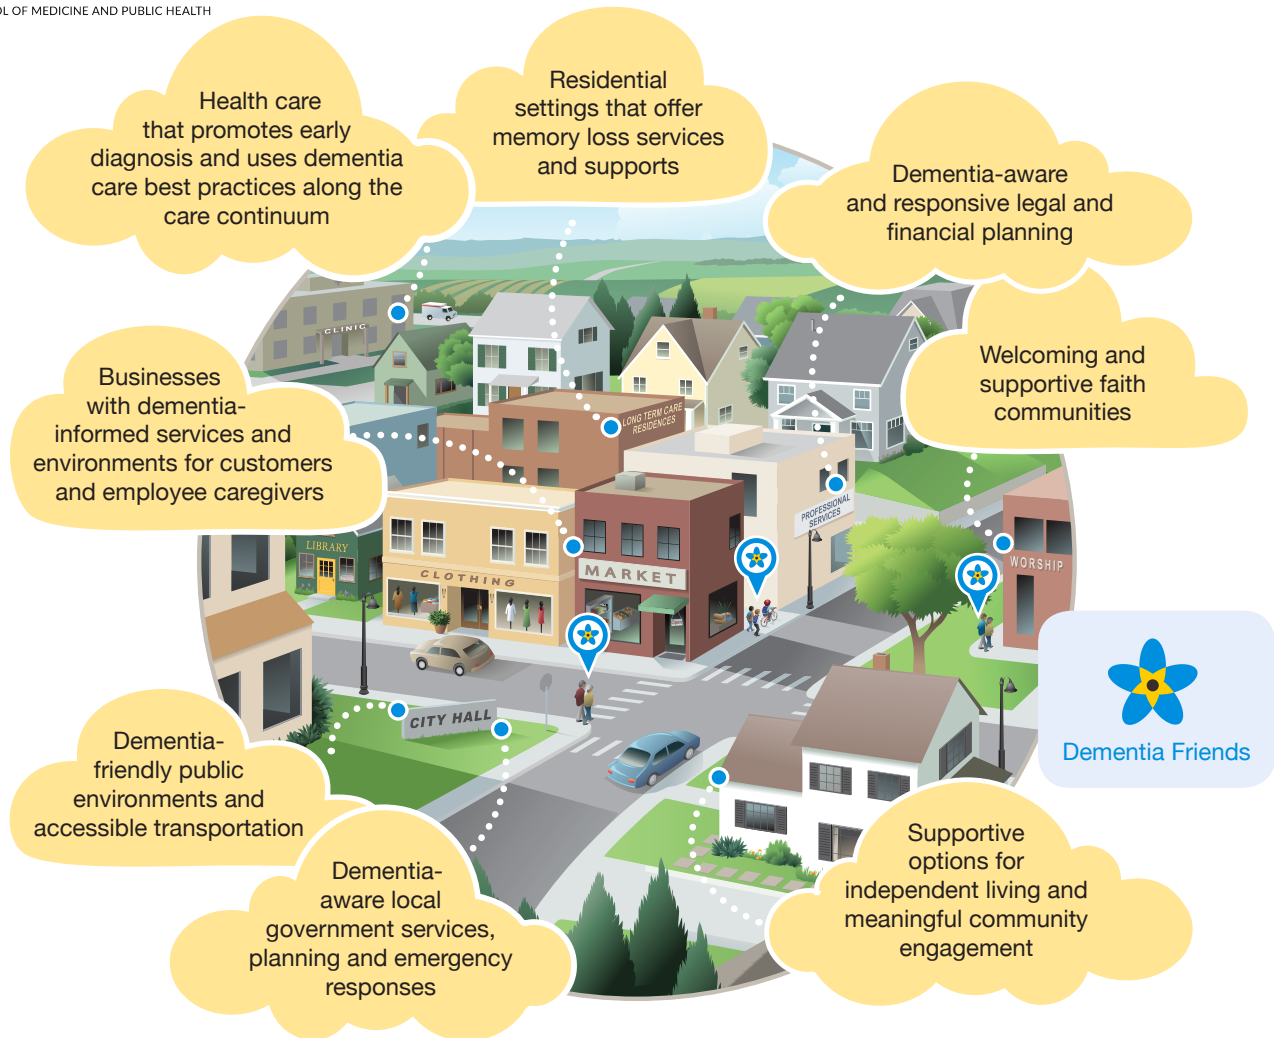 OF MEDICINE AND PUBLIC HEALTH
Health care
that promotes early
diagnosis and uses dementia
care best practices along the
care continuum
Residential
settings that offer
memory loss services
and supports
Dementia-aware
and responsive legal and
financial planning
Welcoming and
supportive faith
communities
Businesses
with dementia-
informed services and
environments for customers
and employee caregivers
CLINIC
LONG TERM CARE
RESIDENCES
PROFESSIONAL
SERVICES
LIBRARY
CLOTHING
MARKET
WORSHIP
CITY HALL
Dementia Friends
Dementia-
friendly public
environments and
accessible transportation
Dementia-
aware local
government services,
planning and emergency
responses
Supportive
options for
independent living and
meaningful community
engagement